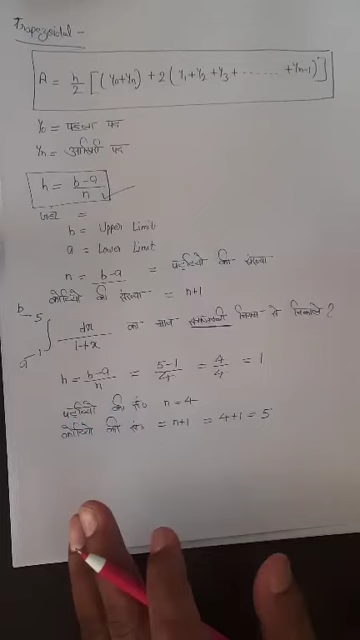 Trapezoidal -
A = h/2 [(y₀+yₙ) + 2 (y₁+y₂+y₃+ ...... +yₙ₋₁)]
y₀ = पहला पद
yₙ = आखिरी पद
h = b-a/n
जहां =
b = Upper Limit
a = Lower Limit
n = b-a = पट्टियो की संख्या
कोटियो की संख्या = n+1
b 5 a 1 ∫ dx/1+x का मान नियम से निकाले ?
h = b-a/n = 5-1/4 = 4/4 = 1
पट्टियो की सं० n = 4
कोटियो की सं० = n+1 = 4+1 = 5